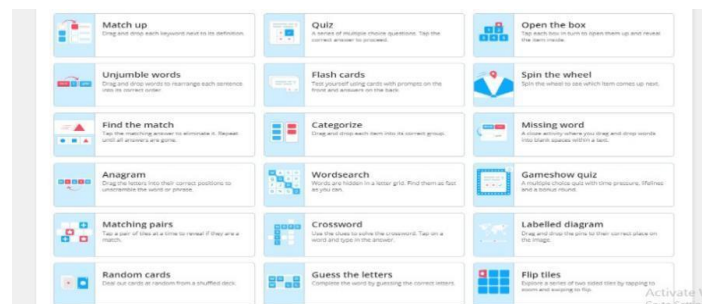 Match up
Drag and drop each keyword next to its definition.
Quiz
A series of multiple choice questions. Tap the
correct answer to proceed.
Open the box
Tap each box in turn to open them up and reveal
the item inside.
Unjumble words
Drag and drop words to rearrange each sentence
into its correct order.
Flash cards
Test yourself using cards with prompts on the
front and answers on the back.
Spin the wheel
Spin the wheel to see which item comes up next.
Find the match
Tap the matching answer to eliminate it. Repeat
until all answers are gone.
Categorize
Drag and drop each item into its correct group.
Missing word
A cloze activity where you drag and drop words
into blank spaces within a text.
Anagram
Drag the letters into their correct positions to
unscramble the word or phrase.
Wordsearch
Words are hidden in a letter grid. Find them as fast
as you can.
Gameshow quiz
A multiple choice quiz with time pressure, lifelines
and a bonus round.
Matching pairs
Tap a pair of tiles at a time to reveal if they are a
match.
Crossword
Use the clues to solve the crossword. Tap on a
word and type in the answer.
Labelled diagram
Drag and drop the pins to their correct place on
the image.
Random cards
Deal out cards at random from a shuffled deck.
Guess the letters
Complete the word by guessing the correct letters.
Flip tiles
Explore a series of two sided tiles by tapping to
zoom and swiping to flip.
Activate